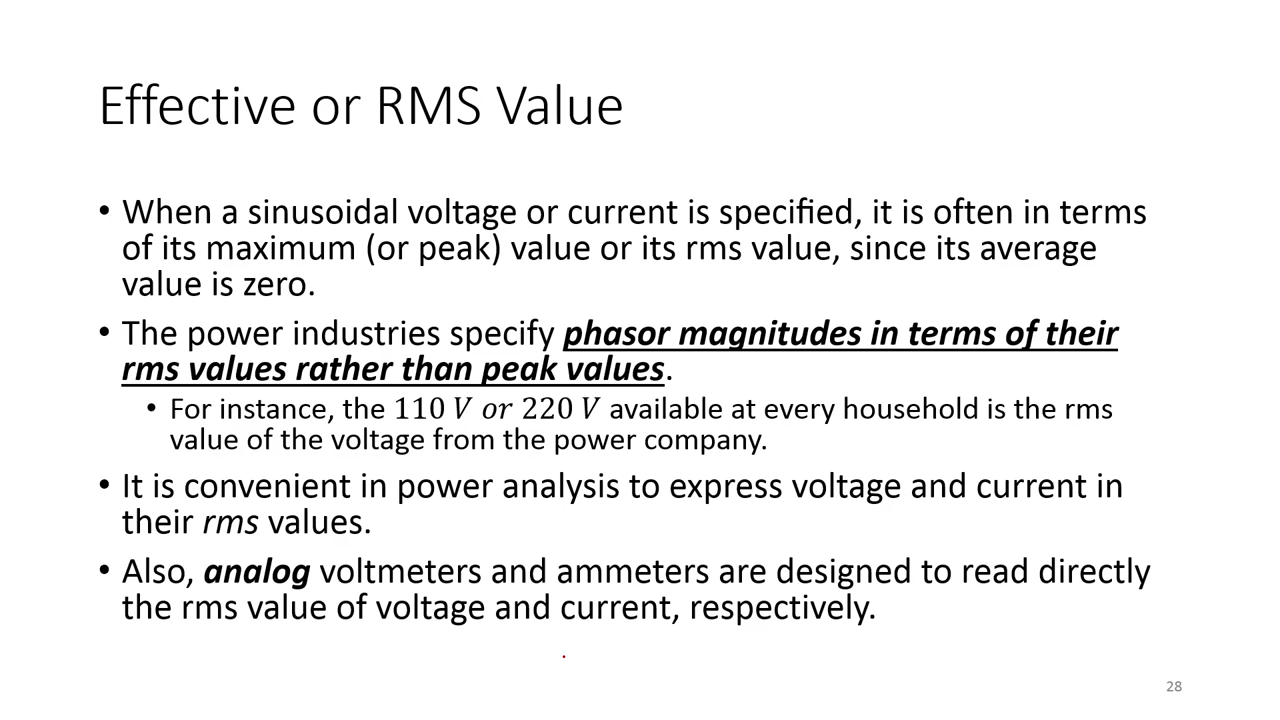 Effective or RMS Value
• When a sinusoidal voltage or current is specified, it is often in terms
of its maximum (or peak) value or its rms value, since its average
value is zero.
• The power industries specify phasor magnitudes in terms of their
rms values rather than peak values.
• For instance, the 110 V or 220 V available at every household is the rms
value of the voltage from the power company.
• It is convenient in power analysis to express voltage and current in
their rms values.
• Also, analog voltmeters and ammeters are designed to read directly
the rms value of voltage and current, respectively.
28